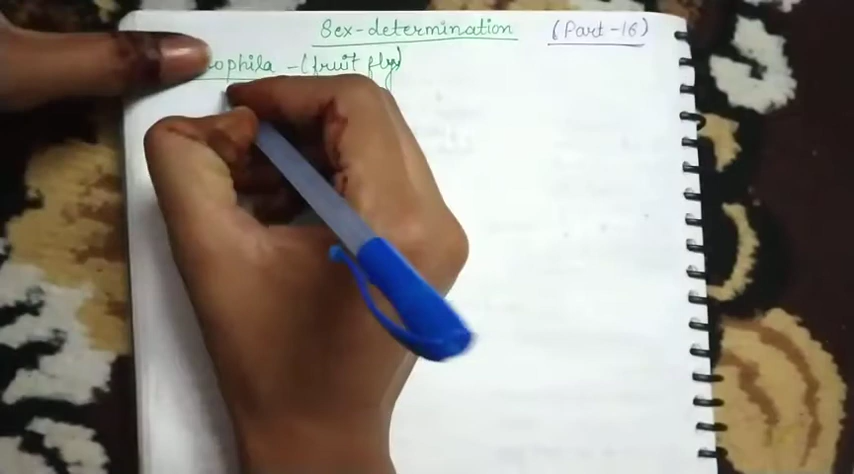 Sex-determination (Part-16)
ophila - (fruit fly)